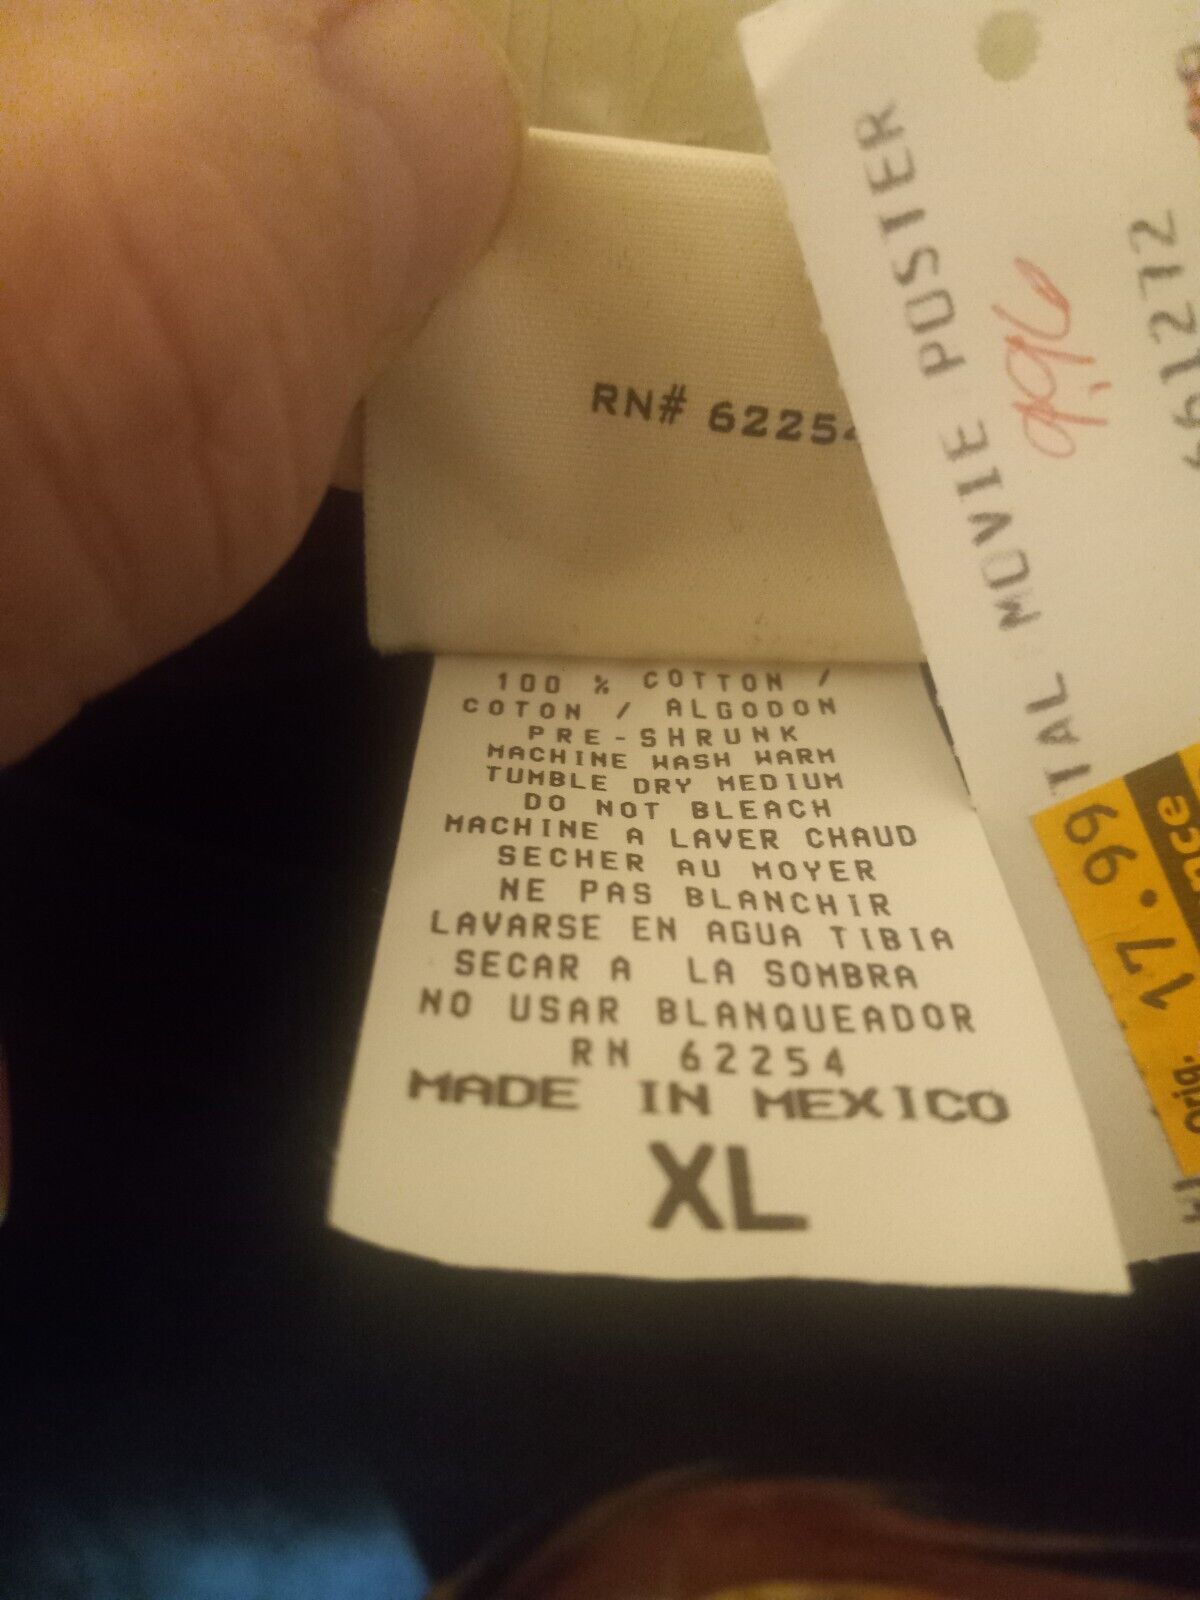 RN# 62254
100 % COTTON /
COTON / ALGODON
PRE-SHRUNK
MACHINE WASH WARM
TUMBLE DRY MEDIUM
DO NOT BLEACH
MACHINE A LAVER CHAUD
SECHER AU MOYER
NE PAS BLANCHIR
LAVARSE EN AGUA TIBIA
SECAR A LA SOMBRA
NO USAR BLANQUEADOR
RN 62254
MADE IN MEXICO
XL
TAL MOVIE POSTER
17.99
orig.